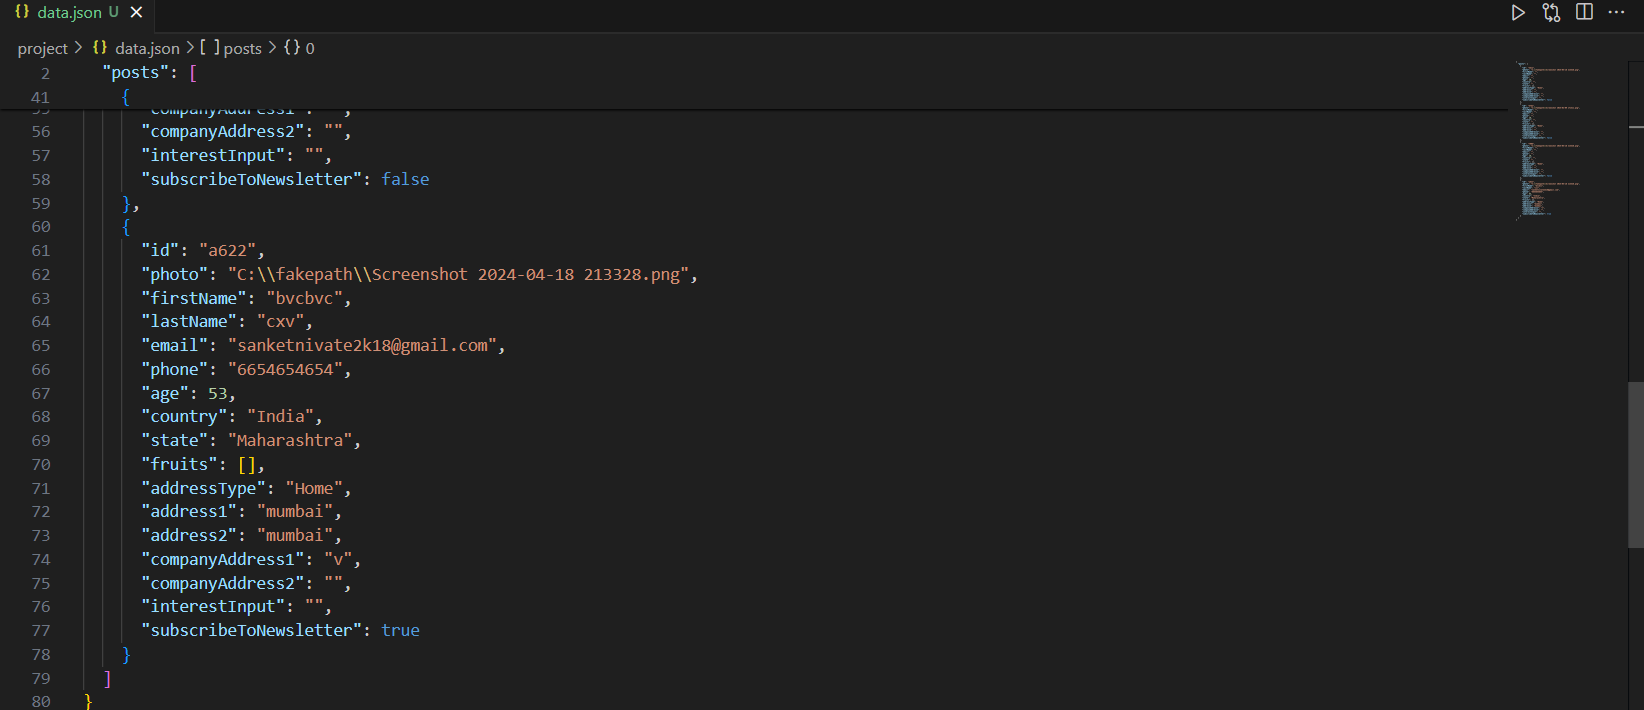 {} data.json U ×
project > {} data.json > [ ] posts > {} 0
2 "posts": [
41 {
55 "companyAddress1": "",
56 "companyAddress2": "",
57 "interestInput": "",
58 "subscribeToNewsletter": false
59 },
60 {
61 "id": "a622",
62 "photo": "C:\\fakepath\\Screenshot 2024-04-18 213328.png",
63 "firstName": "bvcbvc",
64 "lastName": "cxv",
65 "email": "sanketnivate2k18@gmail.com",
66 "phone": "6654654654",
67 "age": 53,
68 "country": "India",
69 "state": "Maharashtra",
70 "fruits": [],
71 "addressType": "Home",
72 "address1": "mumbai",
73 "address2": "mumbai",
74 "companyAddress1": "v",
75 "companyAddress2": "",
76 "interestInput": "",
77 "subscribeToNewsletter": true
78 }
79 ]
80 }